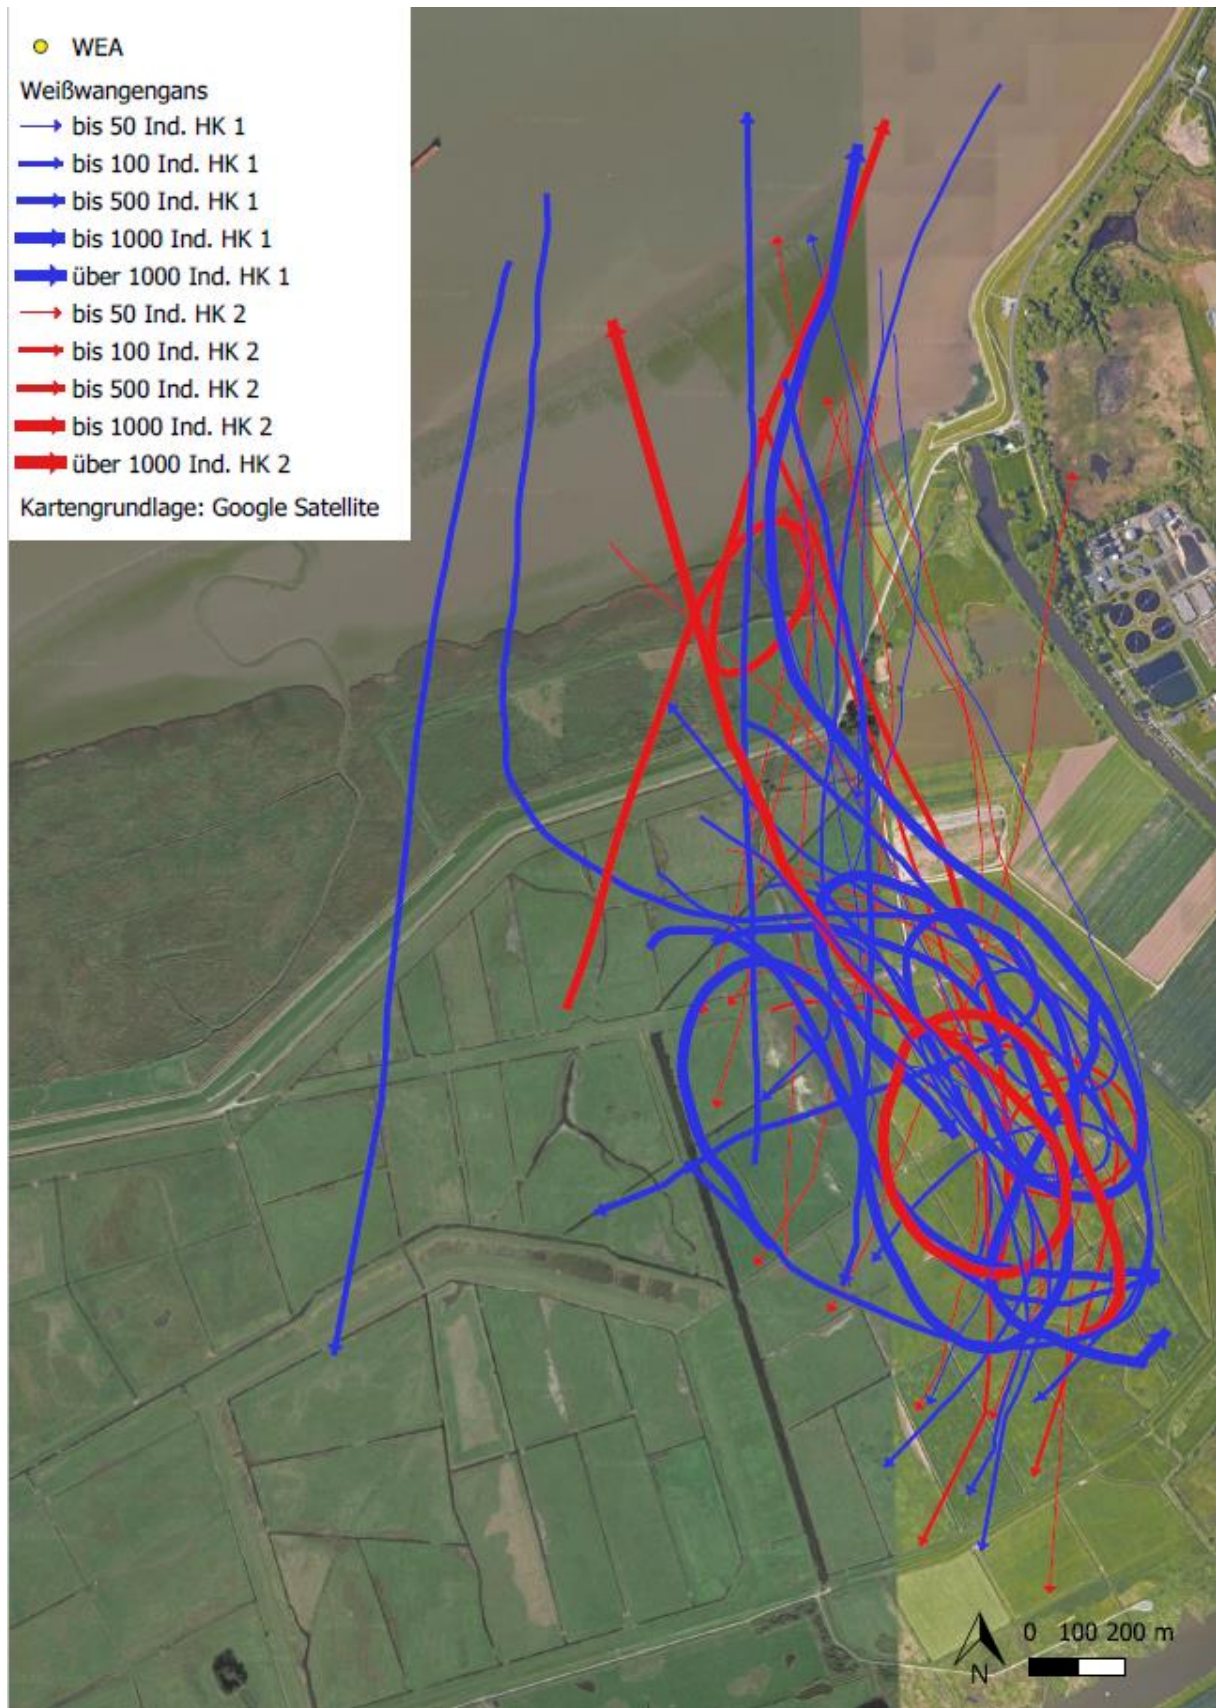 WEA
Weißwangengans
bis 50 Ind. HK 1
bis 100 Ind. HK 1
bis 500 Ind. HK 1
bis 1000 Ind. HK 1
über 1000 Ind. HK 1
bis 50 Ind. HK 2
bis 100 Ind. HK 2
bis 500 Ind. HK 2
bis 1000 Ind. HK 2
über 1000 Ind. HK 2
Kartengrundlage: Google Satellite
0 100 200 m
N